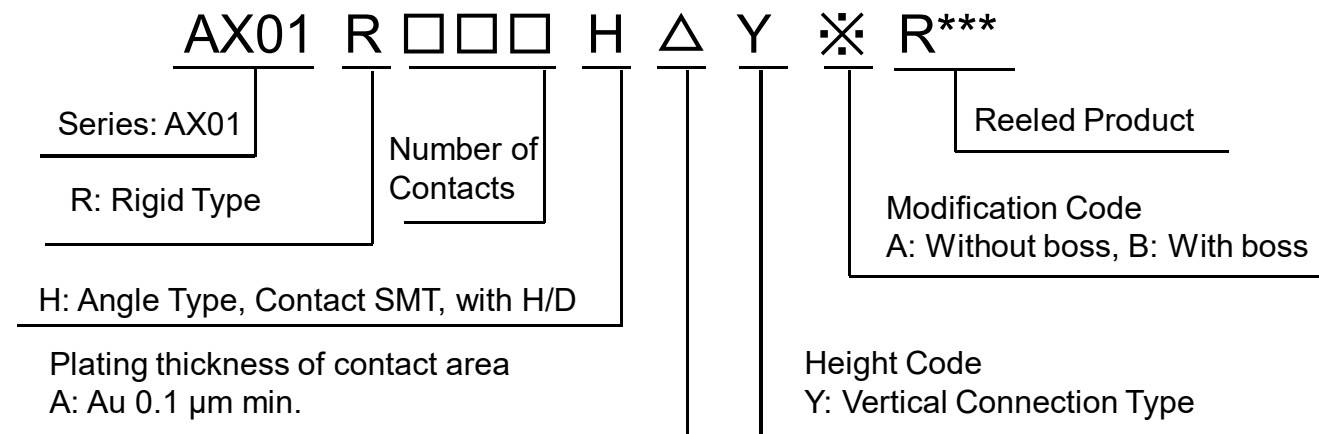 AX01 R □□□ H △ Y ※ R***
Series: AX01
Reeled Product
Number of
Contacts
R: Rigid Type
Modification Code
A: Without boss, B: With boss
H: Angle Type, Contact SMT, with H/D
Plating thickness of contact area
A: Au 0.1 μm min.
Height Code
Y: Vertical Connection Type